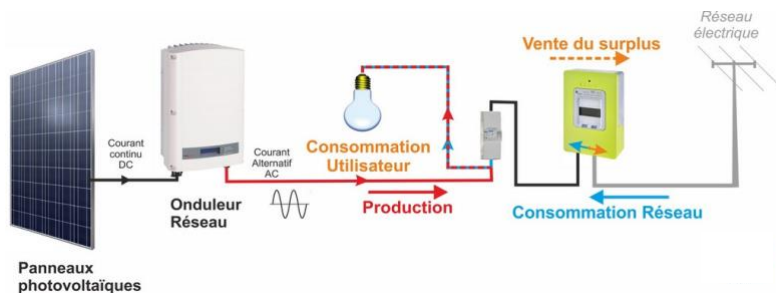 Réseau
électrique
Vente du surplus
Courant
continu
DC
Courant
Alternatif
AC
Consommation
Utilisateur
Onduleur
Réseau
Production
Consommation Réseau
Panneaux
photovoltaïques